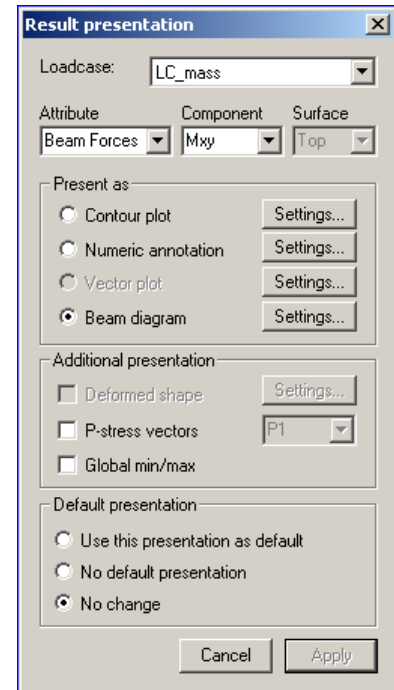 Result presentation
Loadcase: LC_mass
Attribute Component Surface
Beam Forces Mxy Top
Present as
Contour plot Settings...
Numeric annotation Settings...
Vector plot Settings...
Beam diagram Settings...
Additional presentation
Deformed shape Settings...
P-stress vectors P1
Global min/max
Default presentation
Use this presentation as default
No default presentation
No change
Cancel Apply